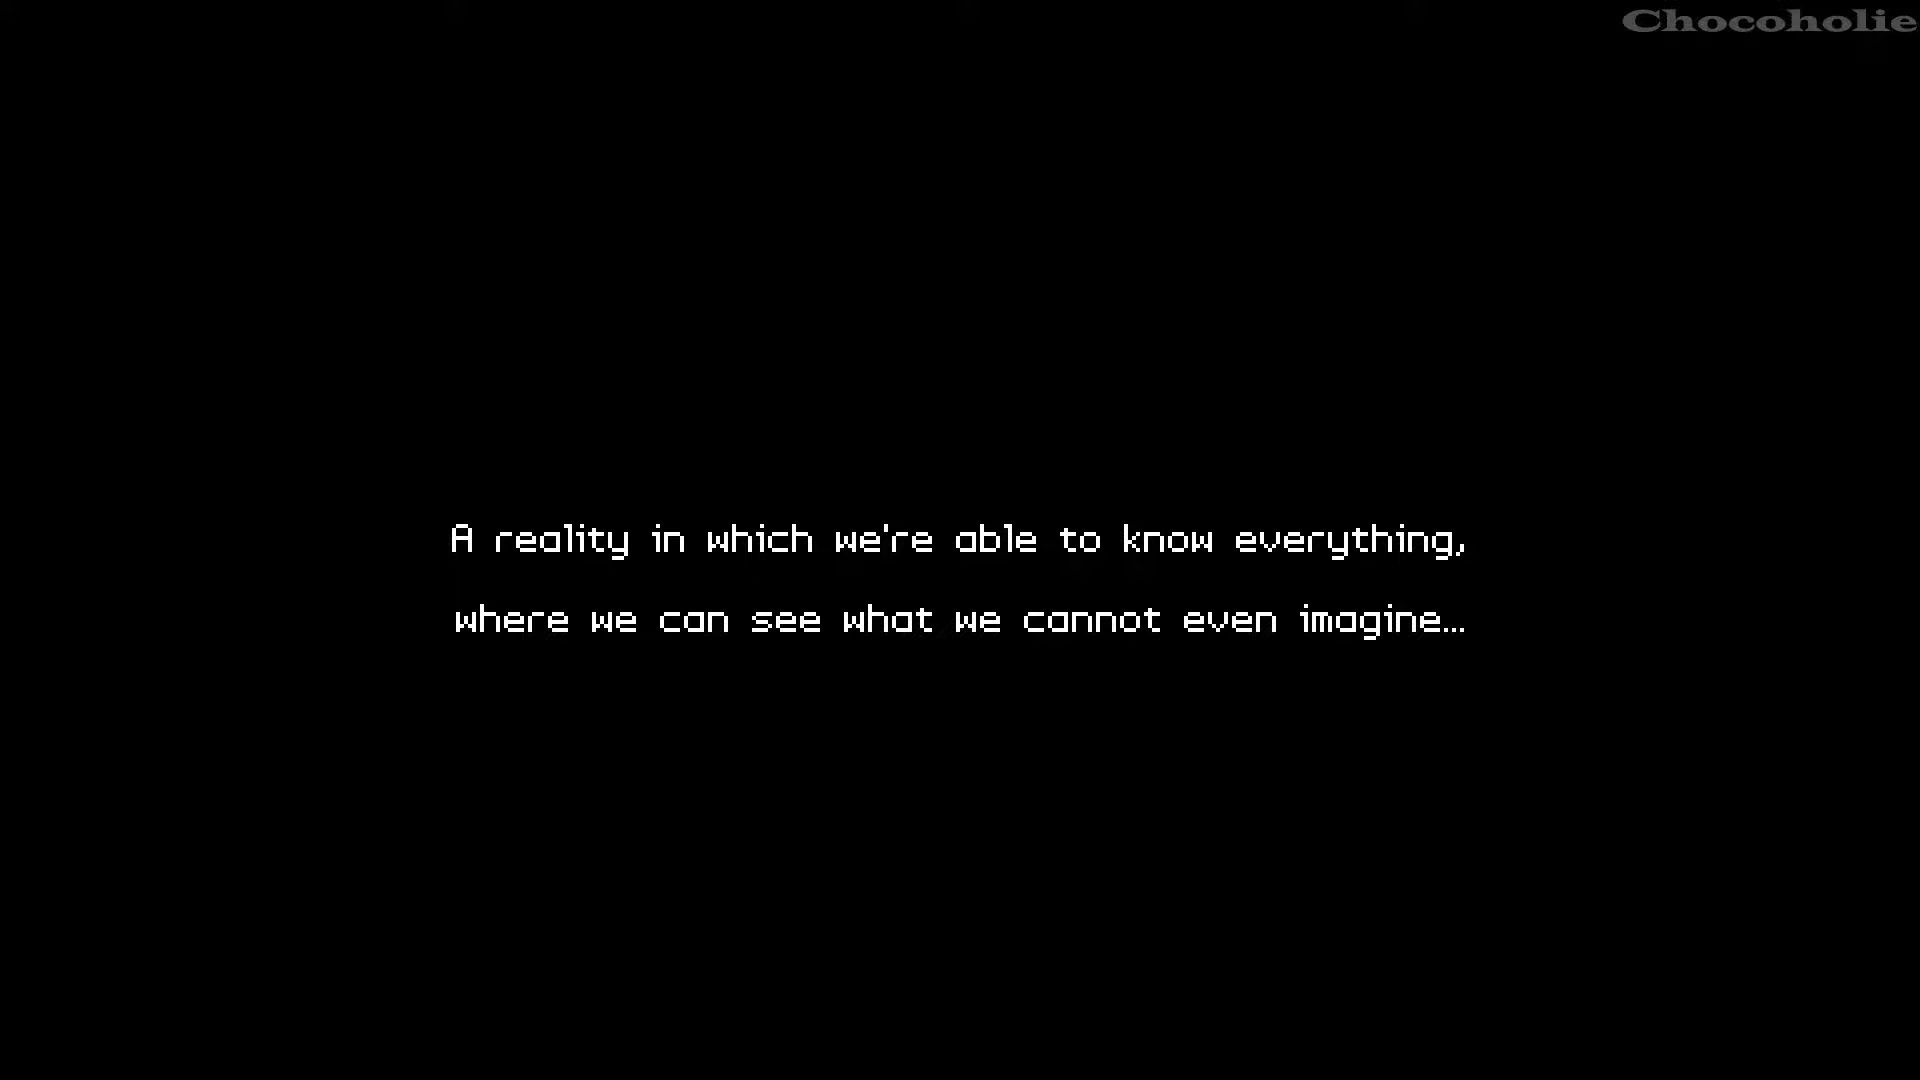 Chocoholie
A reality in which we're able to know everything,
where we can see what we cannot even imagine...